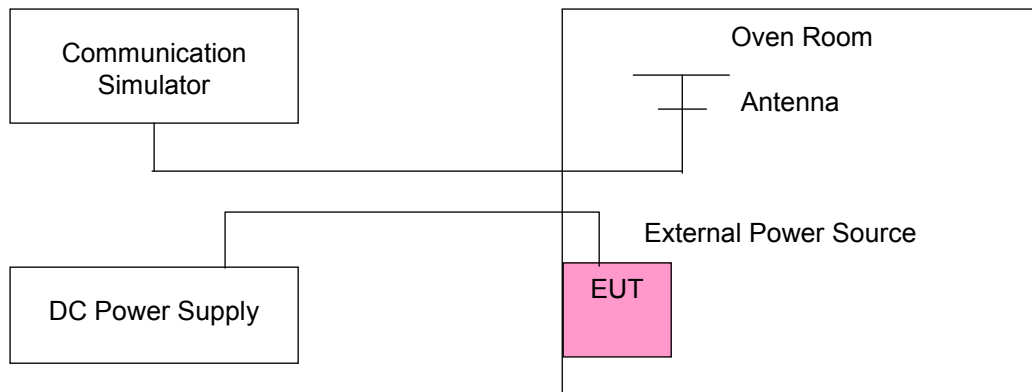 Communication
Simulator
Oven Room
Antenna
External Power Source
DC Power Supply
EUT